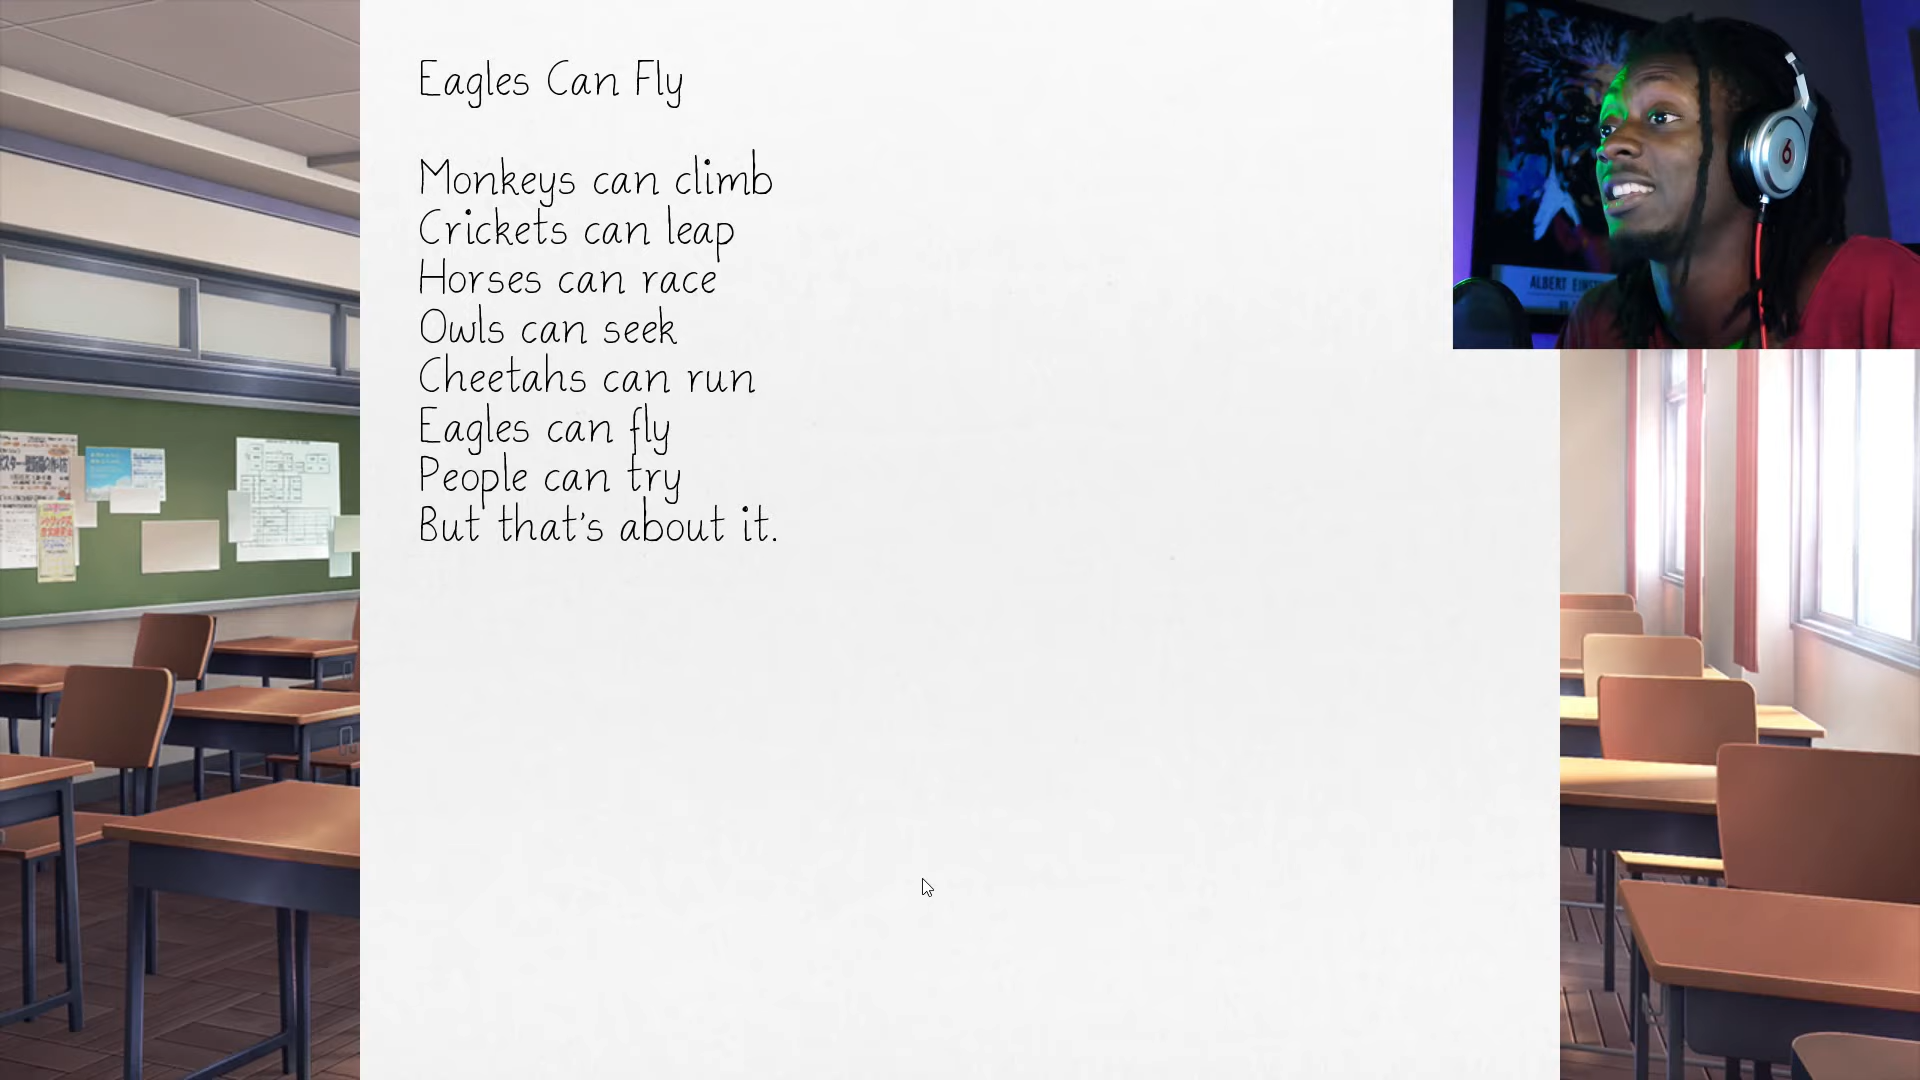 Eagles Can Fly
Monkeys can climb
Crickets can leap
Horses can race
Owls can seek
Cheetahs can run
Eagles can fly
People can try
But that's about it.
ALBERT